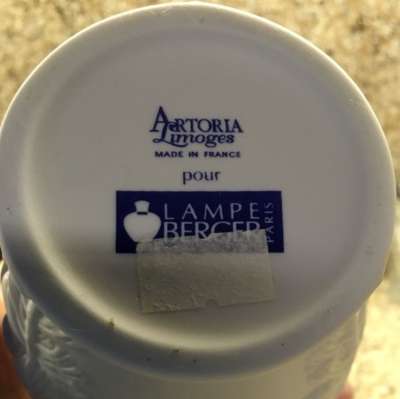 ARTORIA
Limoges
MADE IN FRANCE
pour
LAMPE
BERGER
PARIS